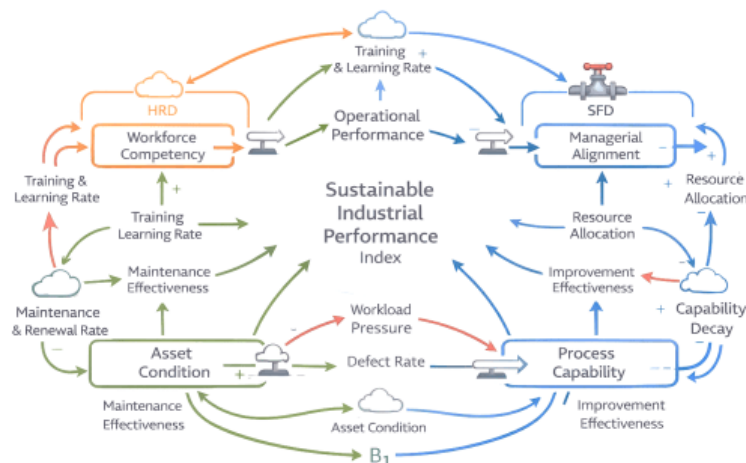 Training
& Learning Rate
+
HRD
SFD
Workforce
Competency
Operational
Performance
−
Managerial
Alignment
−
+
Training &
Learning Rate
+
+
Resource
Allocation
−
Training
Learning Rate
Sustainable
Industrial
Performance
Index
Resource
Allocation
−
Maintenance
Effectiveness
Improvement
Effectiveness
Maintenance
& Renewal Rate
−
−
Workload
Pressure
+
Capability
Decay
−
Asset
Condition
+
Defect Rate
Process
Capability
−−
Maintenance
Effectiveness
Asset Condition
Improvement
Effectiveness
B₁